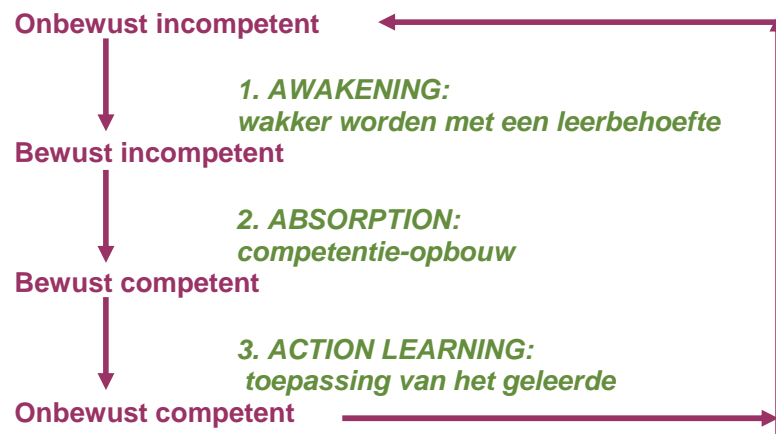 Onbewust incompetent
1. AWAKENING:
wakker worden met een leerbehoefte
Bewust incompetent
2. ABSORPTION:
competentie-opbouw
Bewust competent
3. ACTION LEARNING:
toepassing van het geleerde
Onbewust competent